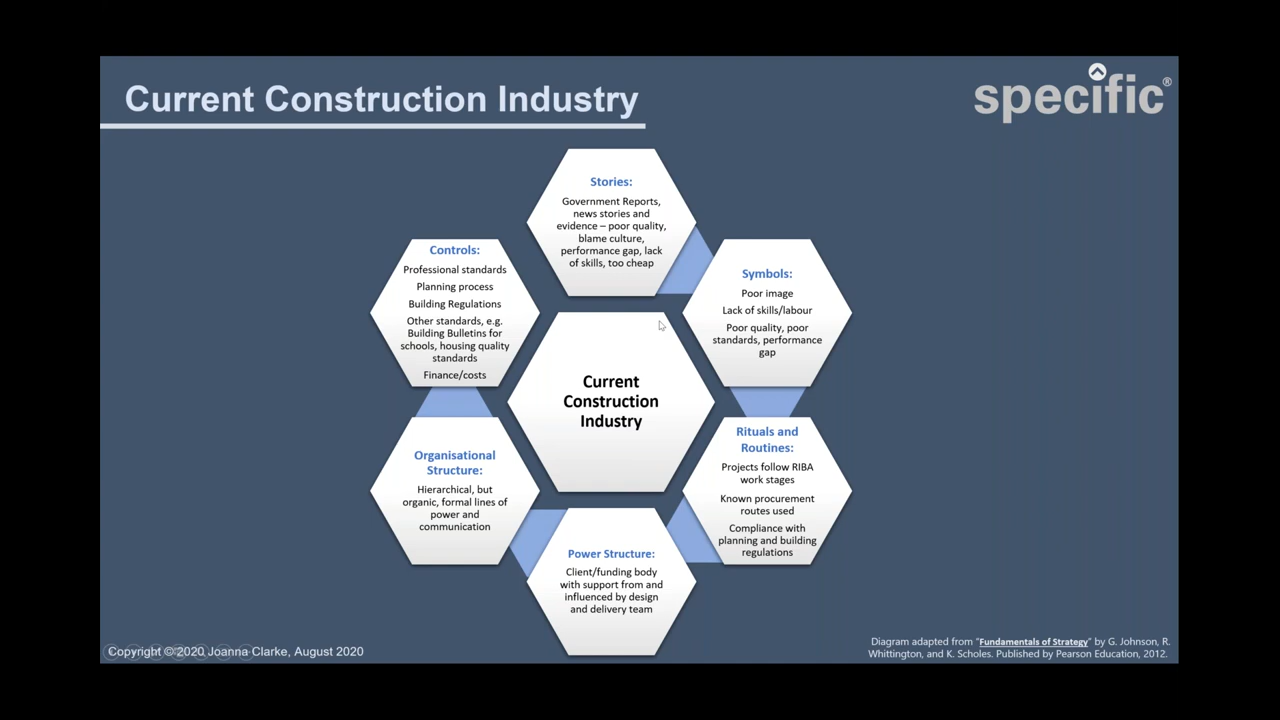 Current Construction Industry
specific®
Stories:
Government Reports,
news stories and
evidence – poor quality,
blame culture,
performance gap, lack
of skills, too cheap
Symbols:
Poor image
Lack of skills/labour
Poor quality, poor
standards, performance
gap
Rituals and
Routines:
Projects follow RIBA
work stages
Known procurement
routes used
Compliance with
planning and building
regulations
Power Structure:
Client/funding body
with support from and
influenced by design
and delivery team
Organisational
Structure:
Hierarchical, but
organic, formal lines of
power and
communication
Controls:
Professional standards
Planning process
Building Regulations
Other standards, e.g.
Building Bulletins for
schools, housing quality
standards
Finance/costs
Current
Construction
Industry
Copyright ©2020 Joanna Clarke, August 2020
Diagram adapted from “Fundamentals of Strategy” by G. Johnson, R.
Whittington, and K. Scholes. Published by Pearson Education, 2012.